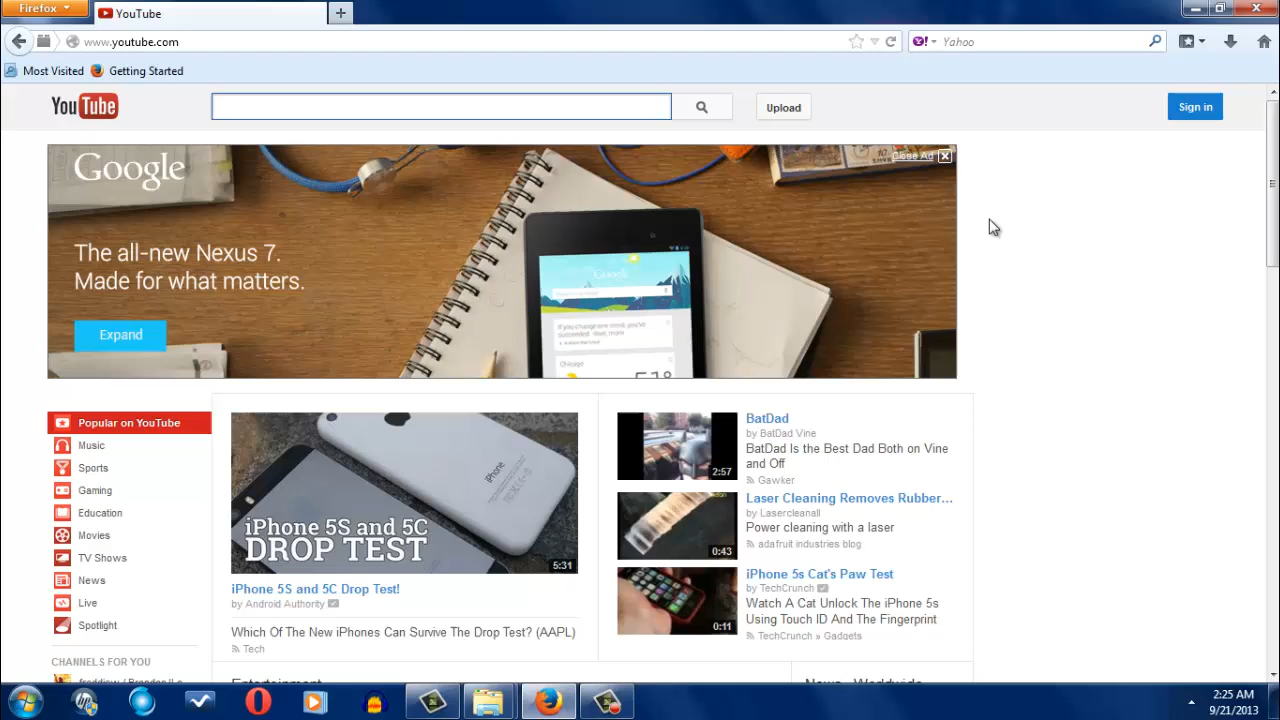 Firefox
YouTube
www.youtube.com
Yahoo
Most Visited
Getting Started
YouTube
Upload
Sign in
Google
Close Ad
The all-new Nexus 7.
Made for what matters.
Expand
Popular on YouTube
Music
Sports
Gaming
Education
Movies
TV Shows
News
Live
Spotlight
CHANNELS FOR YOU
iPhone 5S and 5C
DROP TEST
5:31
iPhone 5S and 5C Drop Test!
by Android Authority
Which Of The New iPhones Can Survive The Drop Test? (AAPL)
Tech
2:57
BatDad
by BatDad Vine
BatDad Is the Best Dad Both on Vine
and Off
Gawker
0:43
Laser Cleaning Removes Rubber...
by Lasercleanall
Power cleaning with a laser
adafruit industries blog
0:11
iPhone 5s Cat's Paw Test
by TechCrunch
Watch A Cat Unlock The iPhone 5s
Using Touch ID And The Fingerprint
TechCrunch » Gadgets
Entertainment
News - Worldwide
2:25 AM
9/21/2013